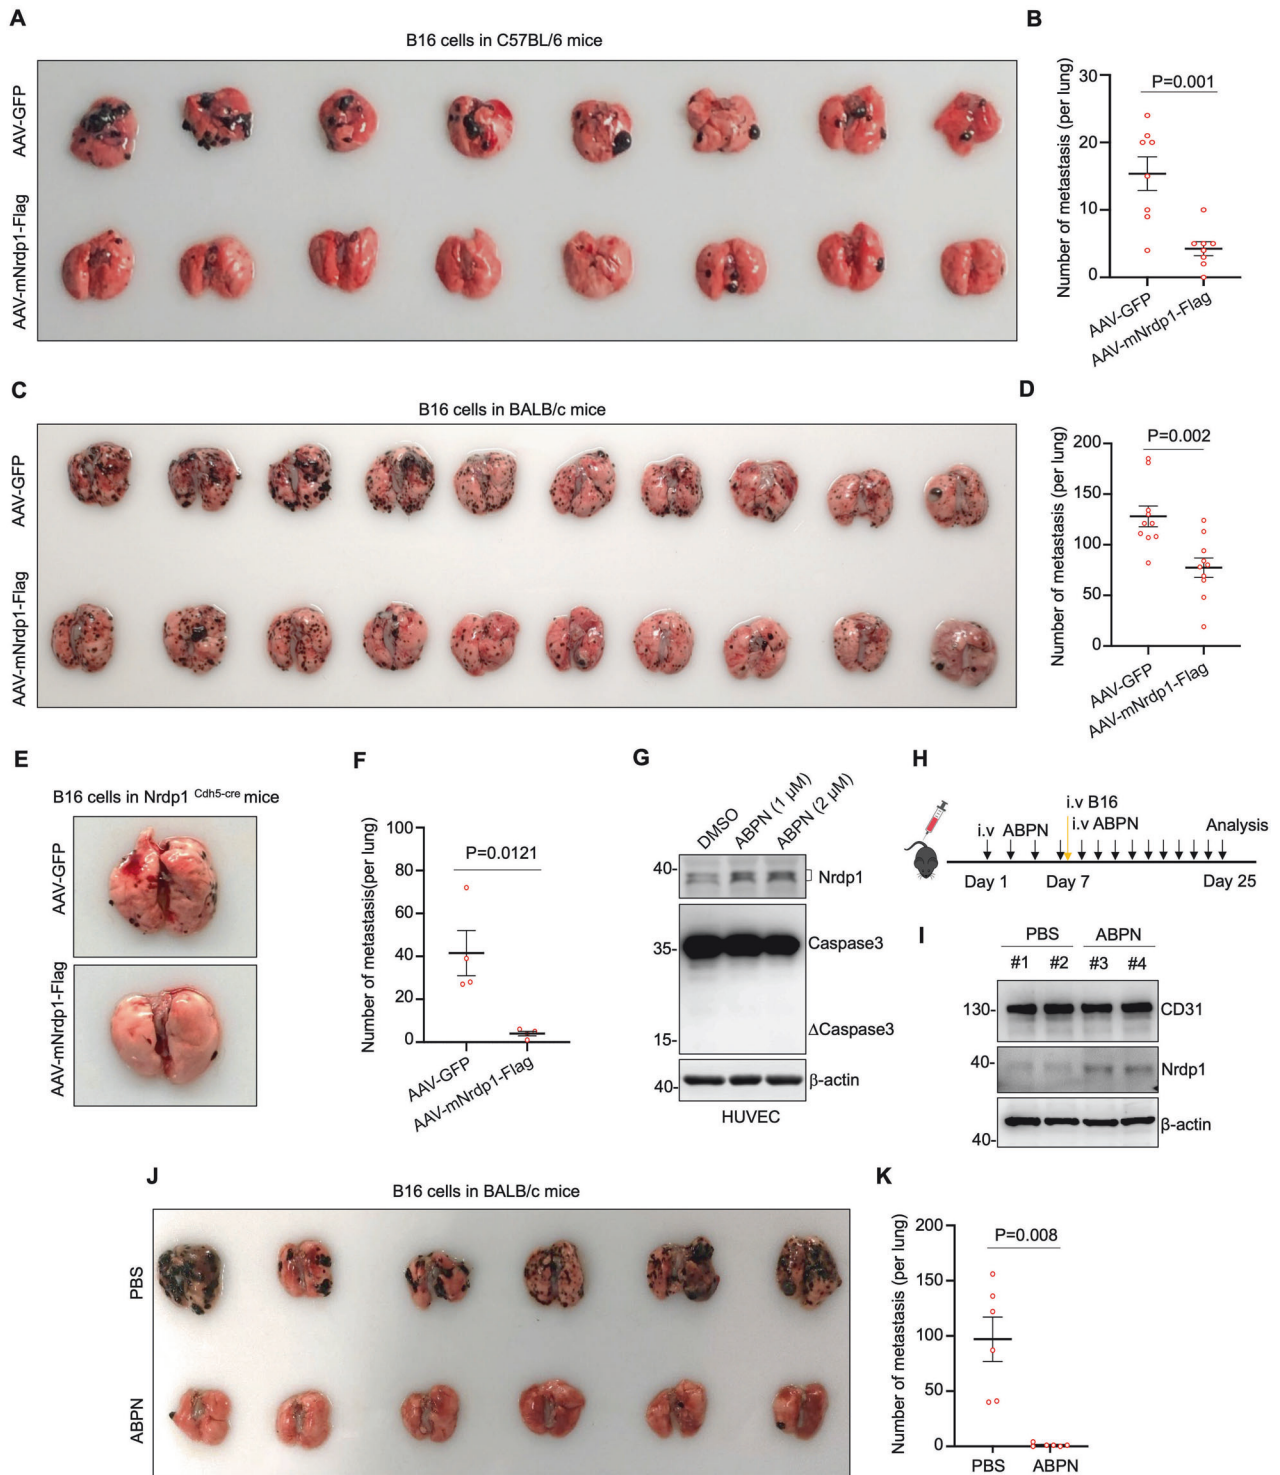 A
B16 cells in C57BL/6 mice
AAV-GFP
AAV-mNrdp1-Flag
B
Number of metastasis (per lung)
30
20
10
0
P=0.001
AAV-GFP
AAV-mNrdp1-Flag
C
B16 cells in BALB/c mice
AAV-GFP
AAV-mNrdp1-Flag
D
Number of metastasis (per lung)
200
150
100
50
0
P=0.002
AAV-GFP
AAV-mNrdp1-Flag
E
B16 cells in Nrdp1 Cdh5-cre mice
AAV-GFP
AAV-mNrdp1-Flag
F
Number of metastasis(per lung)
100
80
60
40
20
0
P=0.0121
AAV-GFP
AAV-mNrdp1-Flag
G
DMSO
ABPN (1 μM)
ABPN (2 μM)
40-
Nrdp1
35-
Caspase3
ΔCaspase3
15-
40-
β-actin
HUVEC
H
i.v B16
i.v ABPN
i.v ABPN
Analysis
Day 1
Day 7
Day 25
I
PBS
ABPN
#1 #2 #3 #4
130-
CD31
40-
Nrdp1
β-actin
40-
J
B16 cells in BALB/c mice
PBS
ABPN
K
Number of metastasis (per lung)
200
150
100
50
0
P=0.008
PBS
ABPN